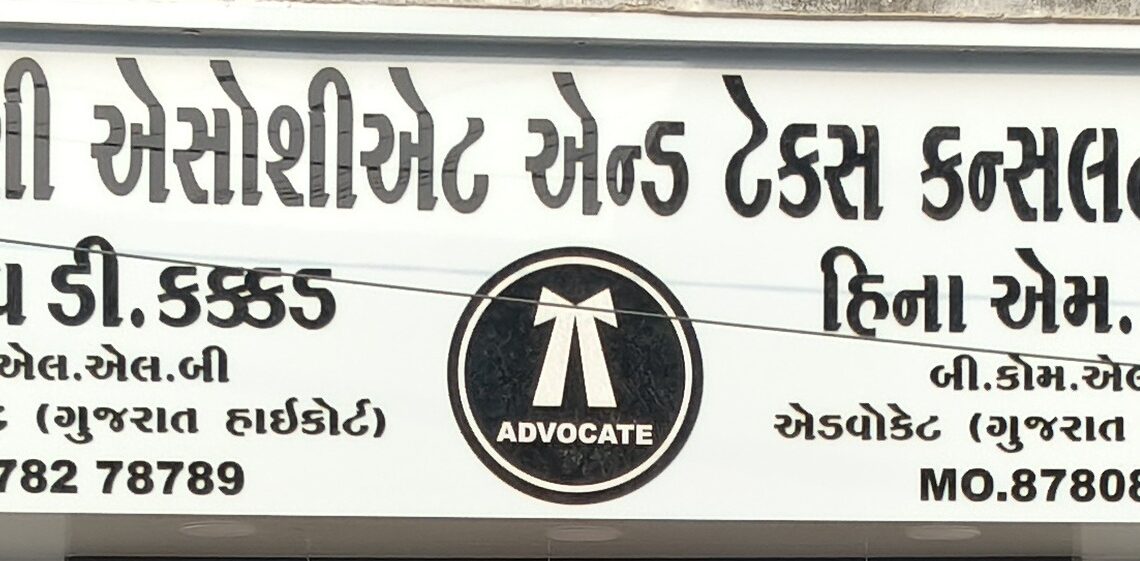 એસોશીએટ એન્ડ ટેક્સ કન્સલ
ડી.કક્કડ
એલ.એલ.બી
(ગુજરાત હાઈકોર્ટ)
782 78789
ADVOCATE
હિના એમ.
બી.કોમ.એલ
એડવોકેટ (ગુજરાત
MO.87808